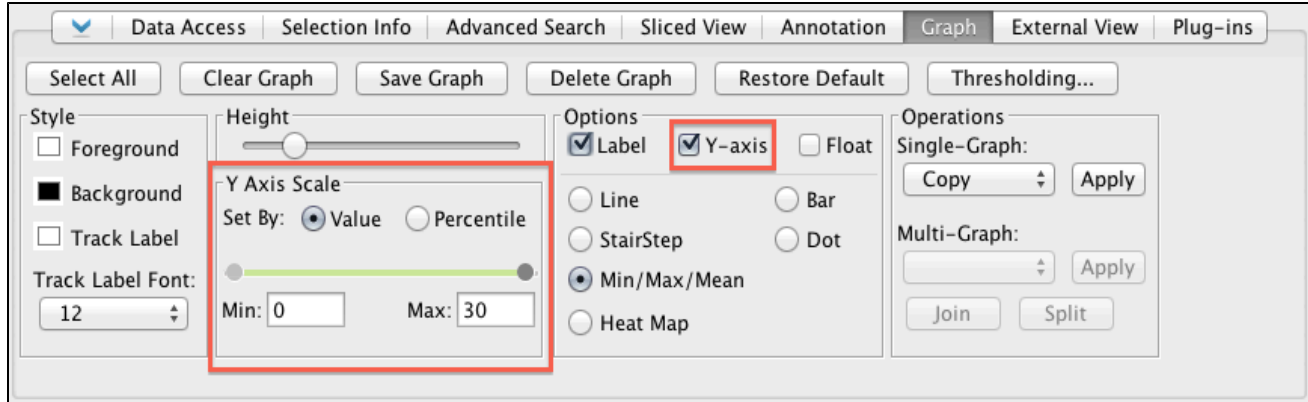 Data Access Selection Info Advanced Search Sliced View Annotation Graph External View Plug-ins
Select All Clear Graph Save Graph Delete Graph Restore Default Thresholding...
Style
Foreground
Background
Track Label
Track Label Font:
12
Height
Y Axis Scale
Set By: Value Percentile
Min: 0 Max: 30
Options
Label Y-axis Float
Line Bar
StairStep Dot
Min/Max/Mean
Heat Map
Operations
Single-Graph:
Copy Apply
Multi-Graph:
Apply
Join Split